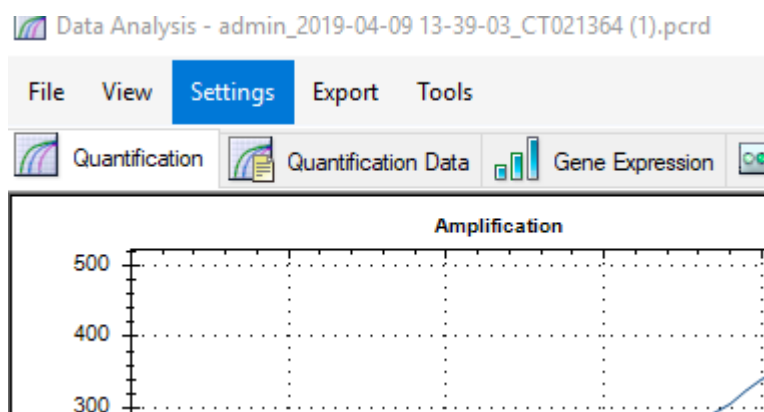 Data Analysis - admin_2019-04-09 13-39-03_CT021364 (1).pcrd
File View Settings Export Tools
Quantification Quantification Data Gene Expression
Amplification
500
400
300